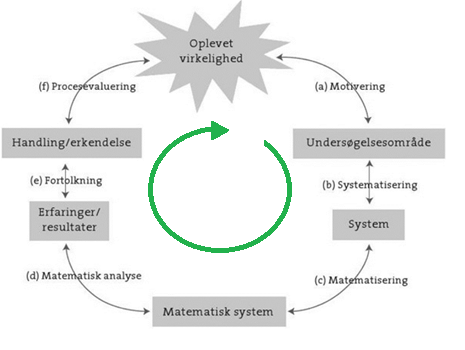 Oplevet
virkelighed
(f) Procesevaluering
(a) Motivering
Handling/erkendelse
Undersøgelsesområde
(e) Fortolkning
(b) Systematisering
Erfaringer/
resultater
System
(d) Matematisk analyse
(c) Matematisering
Matematisk system